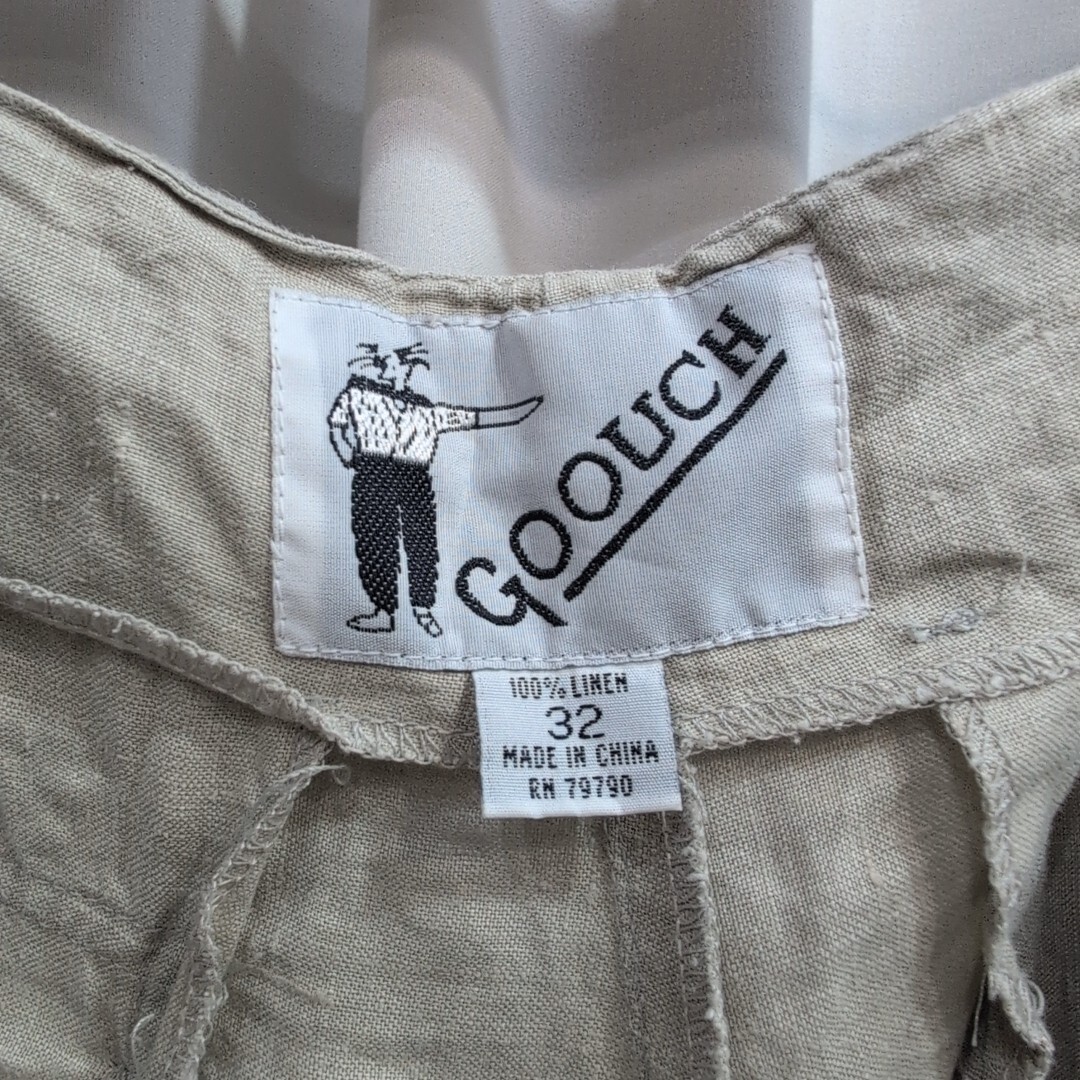 GOOUCH
100% LINEN
32
MADE IN CHINA
RN 79790